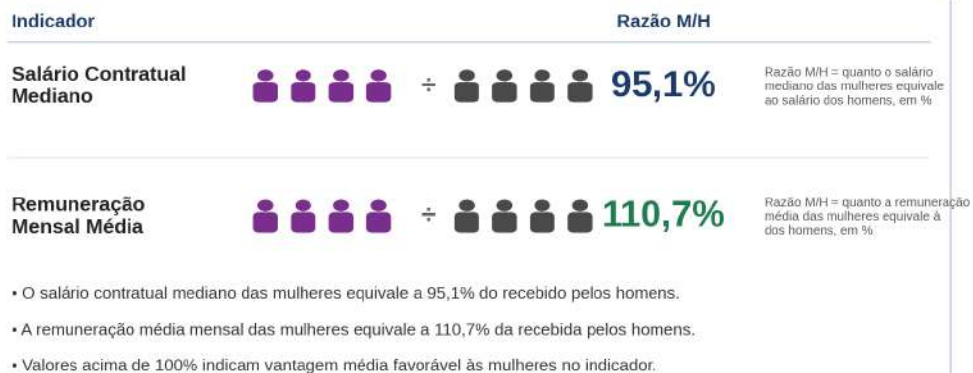 Indicador Razão M/H
Salário Contratual
Mediano
÷
95,1%
Razão M/H = quanto o salário
mediano das mulheres equivale
ao salário dos homens, em %
Remuneração
Mensal Média
÷
110,7%
Razão M/H = quanto a remuneração
média das mulheres equivale à
dos homens, em %
• O salário contratual mediano das mulheres equivale a 95,1% do recebido pelos homens.
• A remuneração média mensal das mulheres equivale a 110,7% da recebida pelos homens.
• Valores acima de 100% indicam vantagem média favorável às mulheres no indicador.